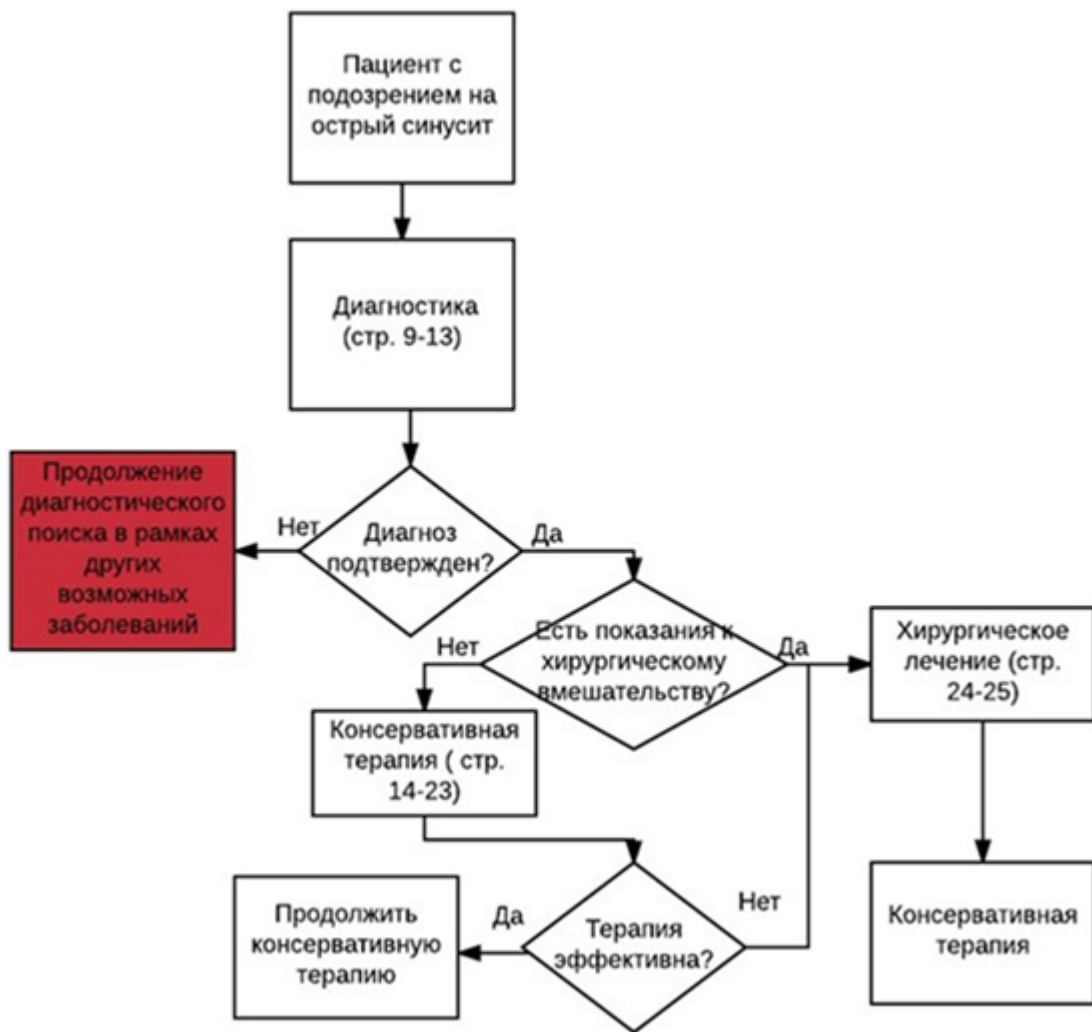 Пациент с
подозрением на
острый синусит
Диагностика
(стр. 9-13)
Продолжение
диагностического
поиска в рамках
других
возможных
заболеваний
Нет
Диагноз
подтвержден?
Да
Нет
Есть показания к
хирургическому
вмешательству?
Да
Хирургическое
лечение (стр.
24-25)
Консервативная
терапия ( стр.
14-23)
Продолжить
консервативную
терапию
Да
Терапия
эффективна?
Нет
Консервативная
терапия